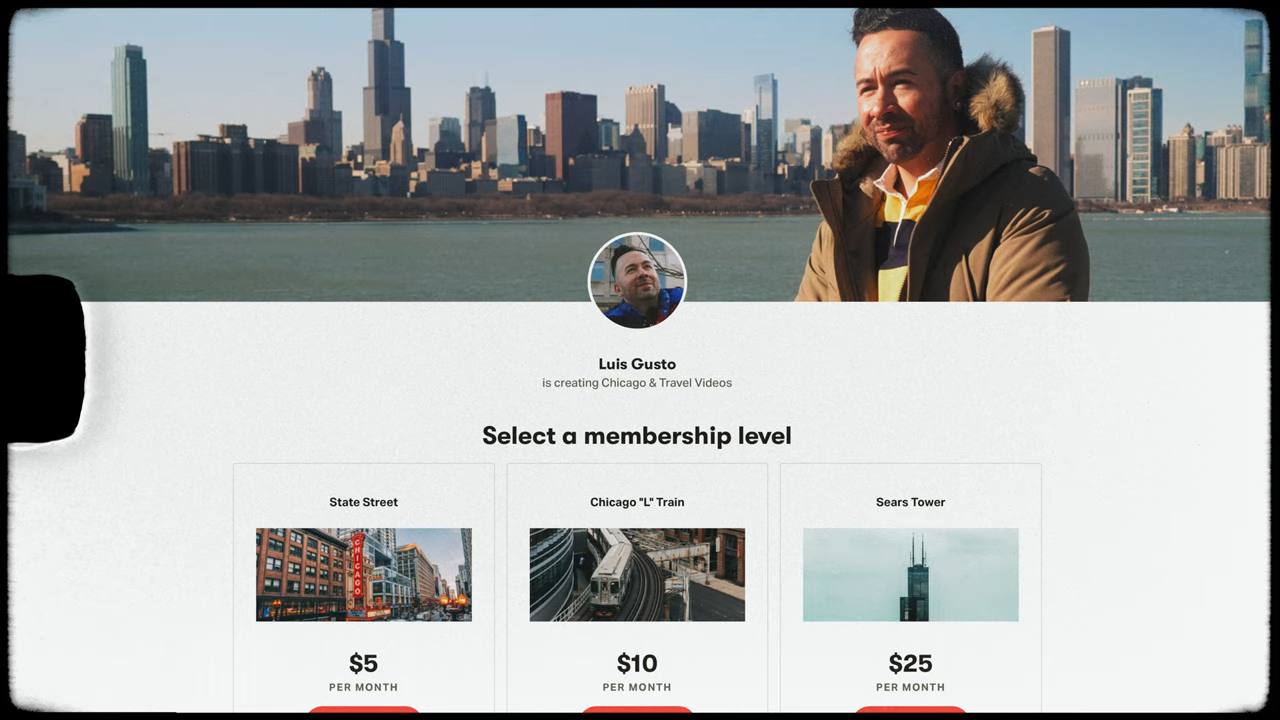 Luis Gusto
is creating Chicago & Travel Videos
Select a membership level
State Street
Chicago "L" Train
Sears Tower
CHICAGO
$5
$10
$25
PER MONTH
PER MONTH
PER MONTH